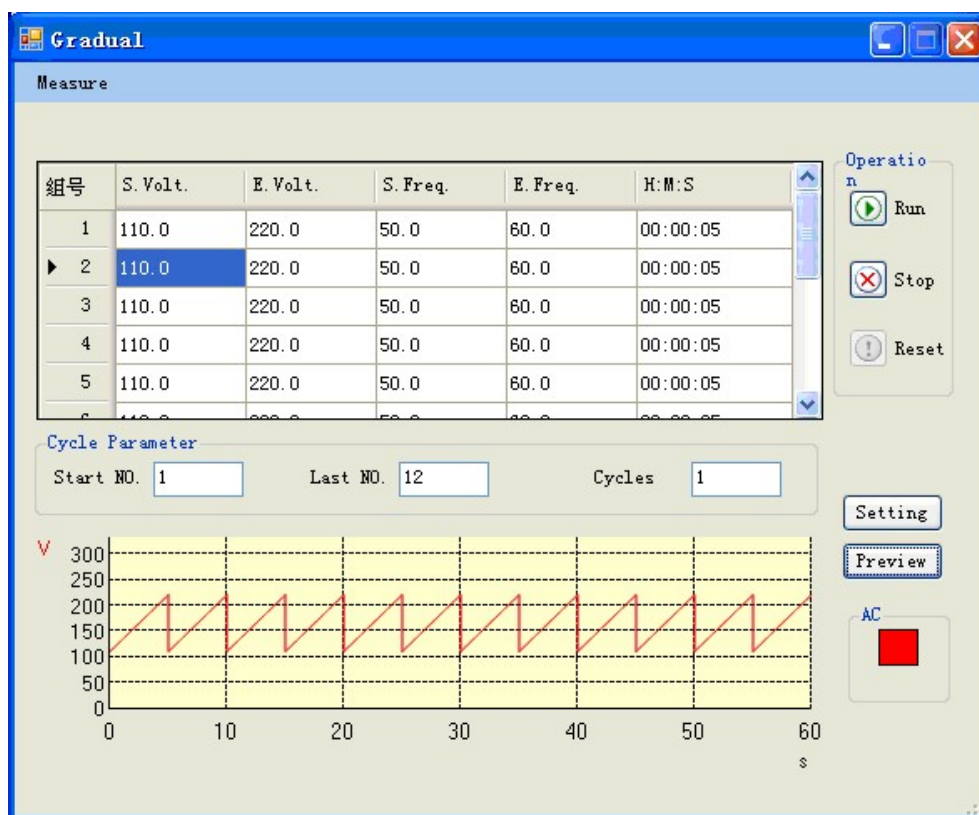 Gradual
Measure
组号 S.Volt. E.Volt. S.Freq. E.Freq. H:M:S
1 110.0 220.0 50.0 60.0 00:00:05
2 110.0 220.0 50.0 60.0 00:00:05
3 110.0 220.0 50.0 60.0 00:00:05
4 110.0 220.0 50.0 60.0 00:00:05
5 110.0 220.0 50.0 60.0 00:00:05
Operatio
n
Run
Stop
Reset
Cycle Parameter
Start NO. 1 Last NO. 12 Cycles 1
Setting
Preview
AC
V
300
250
200
150
100
50
0
0 10 20 30 40 50 60
s